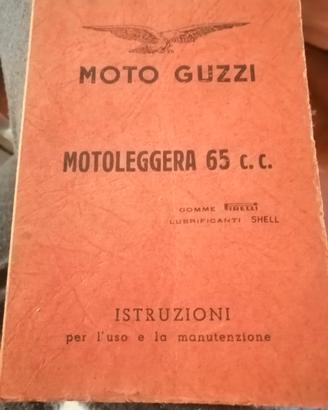 MOTO GUZZI
MOTOLEGGERA 65 c. c.
GOMME PIRELLI
LUBRIFICANTI SHELL
ISTRUZIONI
per l'uso e la manutenzione